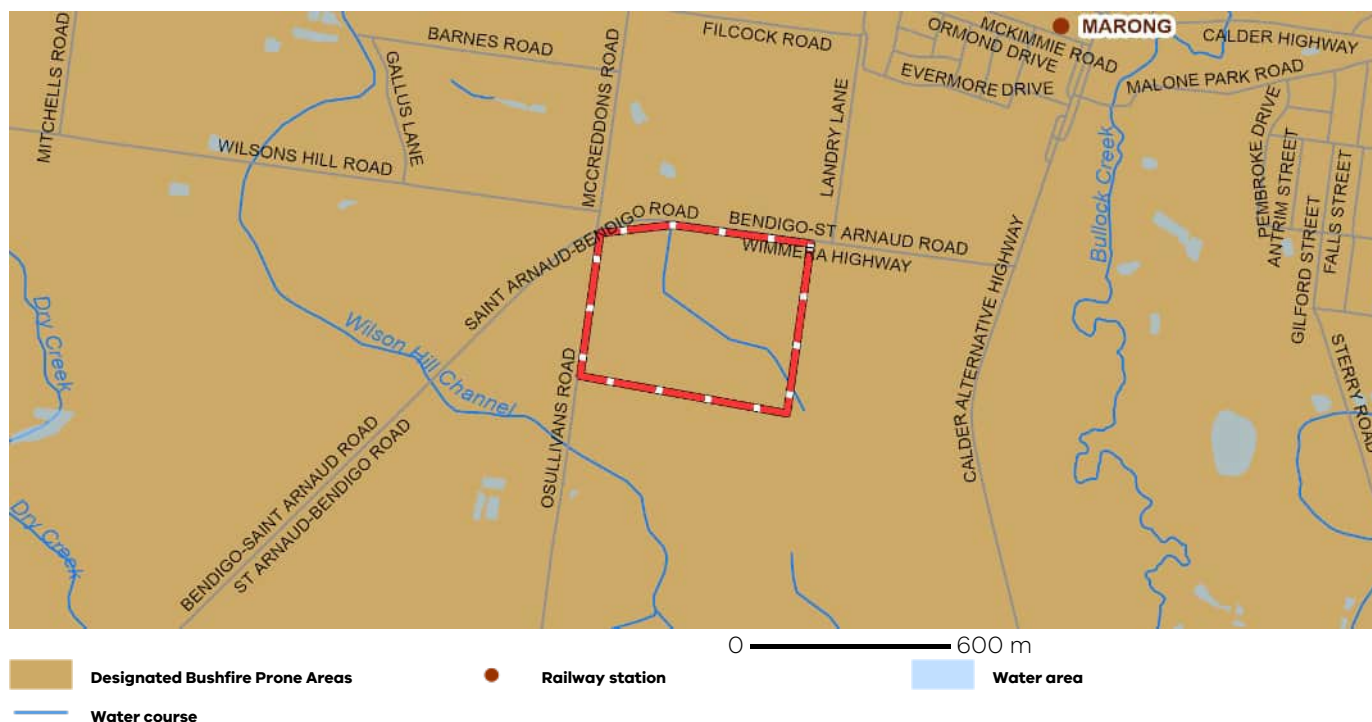 MITCHELLS ROAD
BARNES ROAD
GALLUS LANE
WILSONS HILL ROAD
MCCREDDONS ROAD
FILCOCK ROAD
LANDRY LANE
ORMOND DRIVE
MCKIMMIE ROAD
EVERMORE DRIVE
MARONG
CALDER HIGHWAY
MALONE PARK ROAD
PEMBROKE DRIVE
ANTRIM STREET
GILFORD STREET
FALLS STREET
STERRY ROAD
Bullock Creek
BENDIGO-ST ARNAUD ROAD
WIMMERA HIGHWAY
SAINT ARNAUD-BENDIGO ROAD
CALDER ALTERNATIVE HIGHWAY
Dry Creek
Wilson Hill Channel
OSULLIVANS ROAD
BENDIGO-SAINT ARNAUD ROAD
ST ARNAUD-BENDIGO ROAD
Dry Creek
0 600 m
Designated Bushfire Prone Areas
Railway station
Water area
Water course